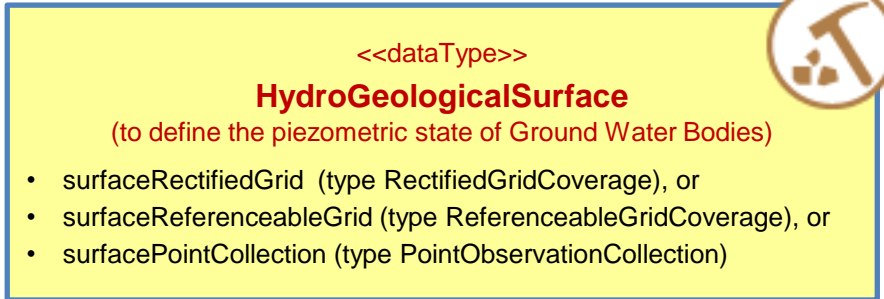 <<dataType>>
HydroGeologicalSurface
(to define the piezometric state of Ground Water Bodies)
• surfaceRectifiedGrid (type RectifiedGridCoverage), or
• surfaceReferenceableGrid (type ReferenceableGridCoverage), or
• surfacePointCollection (type PointObservationCollection)